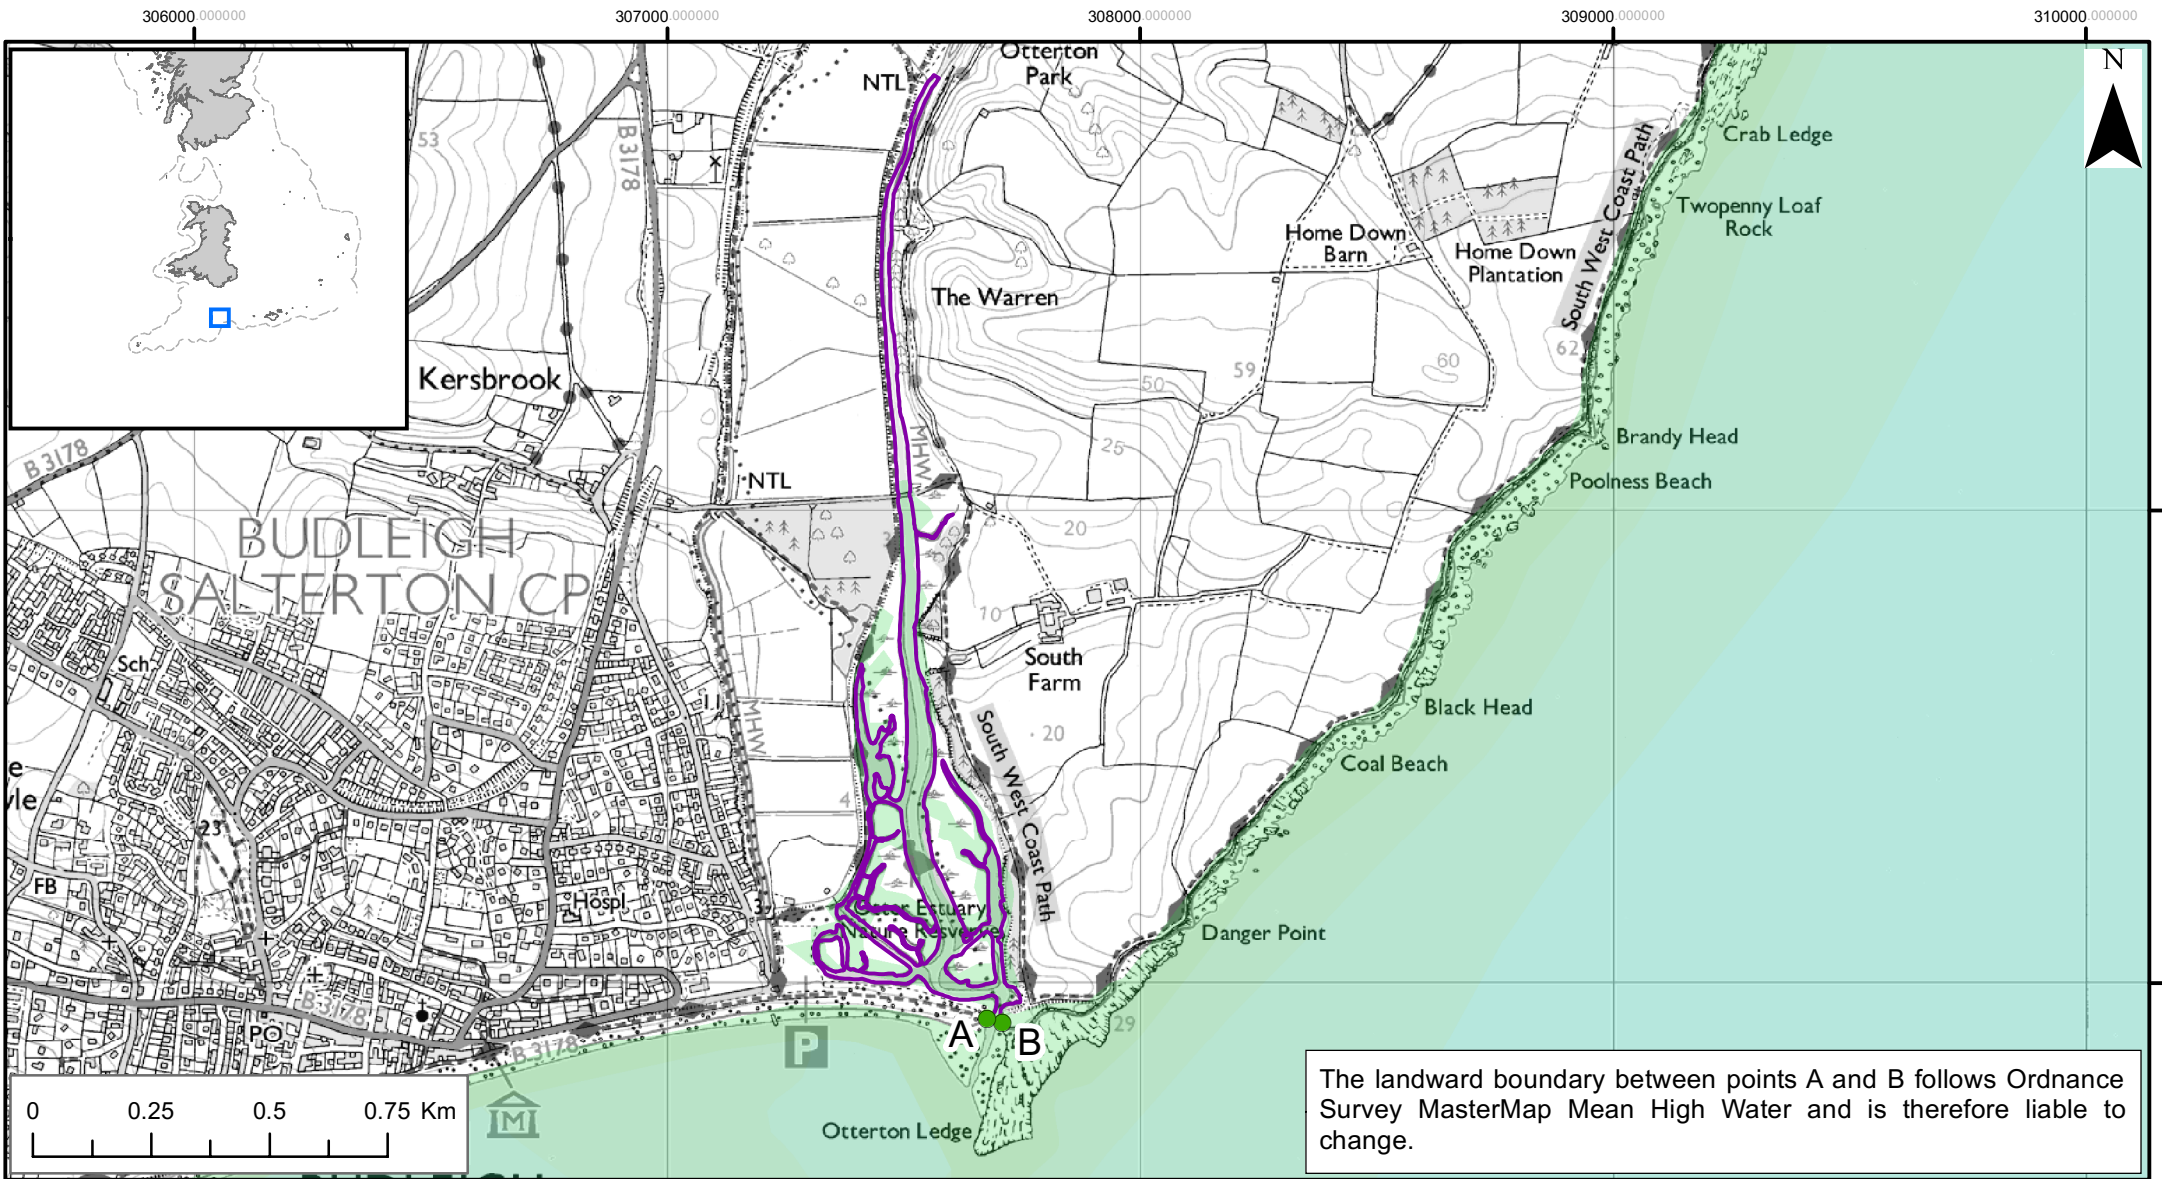 306000.000000
307000.000000
308000.000000
309000.000000
310000.000000
N
NTL
Otterton
Park
Crab Ledge
Twopenny Loaf
Rock
South West Coast Path
53
B3178
Home Down
Barn
Home Down
Plantation
The Warren
62
60
59
50
Kersbrook
MHW
25
Brandy Head
Poolness Beach
B 3178
NTL
BUDLEIGH
SALTERTON CP
20
10
Sch
South
Farm
MHW
South West Coast Path
20
Black Head
Coal Beach
4
23
FB
Hospl
3
Otter Estuary
Nature Reserve
Danger Point
B 3178
PO
A
B
29
P
B 3178
M
Otterton Ledge
0
0.25
0.5
0.75 Km
The landward boundary between points A and B follows Ordnance
Survey MasterMap Mean High Water and is therefore liable to
change.